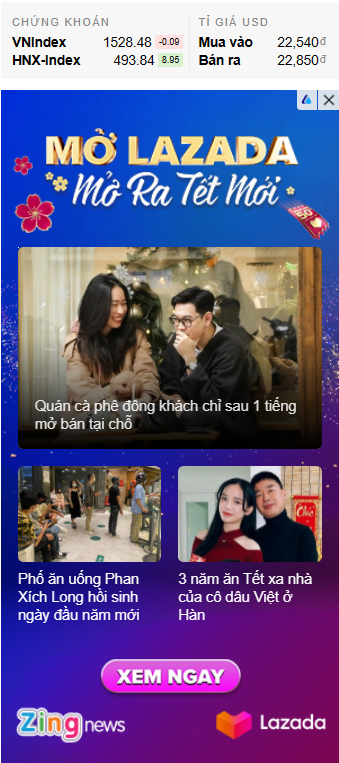 CHỨNG KHOÁN
VNIndex 1528.48 -0.09
HNX-Index 493.84 8.95
TỈ GIÁ USD
Mua vào 22,540đ
Bán ra 22,850đ
MỞ LAZADA
Mở Ra Tết Mới
Quán cà phê đông khách chỉ sau 1 tiếng
mở bán tại chỗ
Phố ăn uống Phan
Xích Long hồi sinh
ngày đầu năm mới
3 năm ăn Tết xa nhà
của cô dâu Việt ở
Hàn
XEM NGAY
Zing news
Lazada